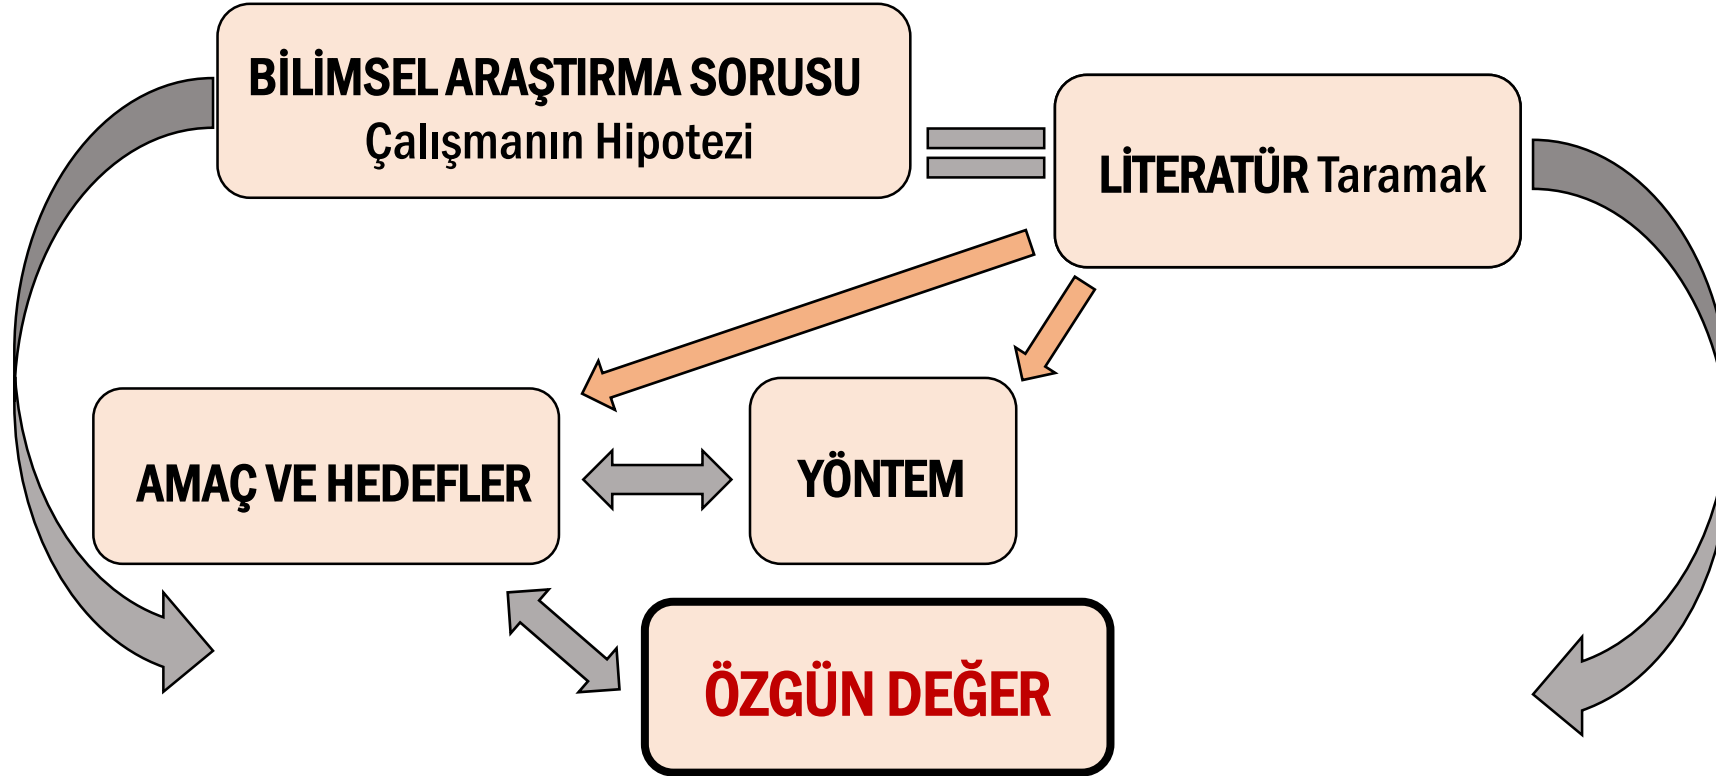 BİLİMSEL ARAŞTIRMA SORUSU
Çalışmanın Hipotezi
LİTERATÜR Taramak
AMAÇ VE HEDEFLER
YÖNTEM
ÖZGÜN DEĞER